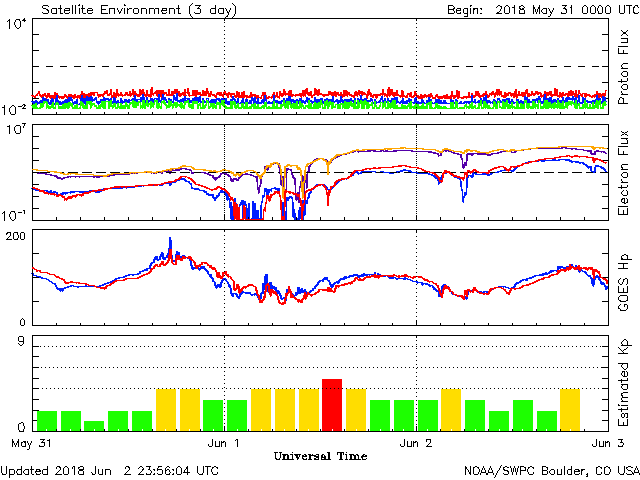 Satellite Environment (3 day) Begin: 2018 May 31 0000 UTC
10⁴
10⁻²
Proton Flux
10⁷
10⁻¹
Electron Flux
200
0
GOES Hp
9
0
Estimated Kp
May 31 Jun 1 Jun 2 Jun 3
Universal Time
Updated 2018 Jun 2 23:56:04 UTC NOAA/SWPC Boulder, CO USA